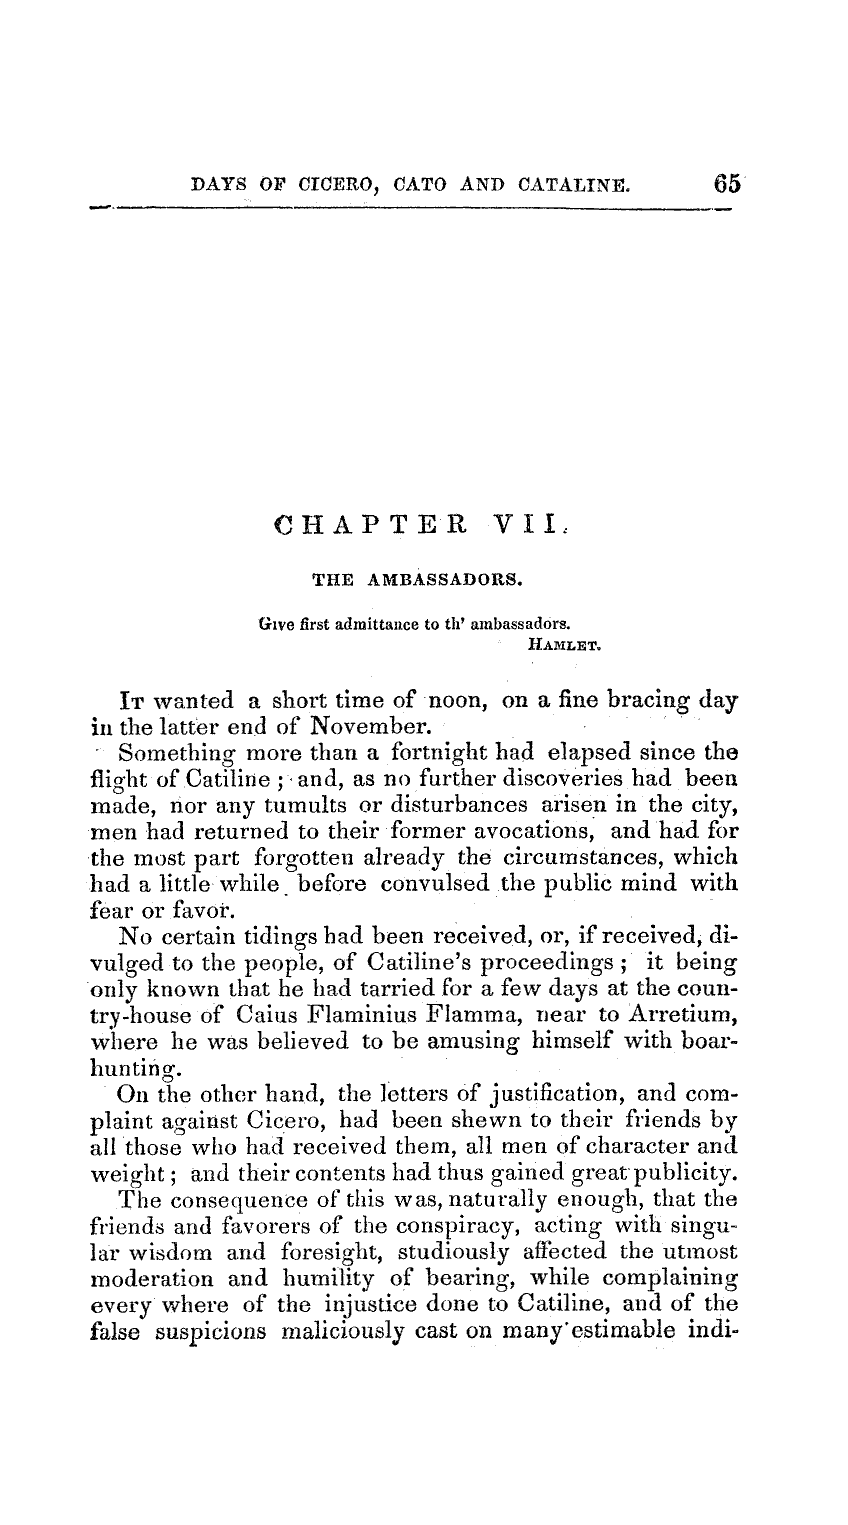 DAYS OF CICERO, CATO AND CATALINE. 65
CHAPTER VII.
THE AMBASSADORS.
Give first admittance to th' ambassadors.
HAMLET.
IT wanted a short time of noon, on a fine bracing day
in the latter end of November.
Something more than a fortnight had elapsed since the
flight of Catiline ; and, as no further discoveries had been
made, nor any tumults or disturbances arisen in the city,
men had returned to their former avocations, and had for
the most part forgotten already the circumstances, which
had a little while before convulsed the public mind with
fear or favor.
No certain tidings had been received, or, if received, di-
vulged to the people, of Catiline's proceedings ; it being
only known that he had tarried for a few days at the coun-
try-house of Caius Flaminius Flamma, near to Arretium,
where he was believed to be amusing himself with boar-
hunting.
On the other hand, the letters of justification, and com-
plaint against Cicero, had been shewn to their friends by
all those who had received them, all men of character and
weight ; and their contents had thus gained great publicity.
The consequence of this was, naturally enough, that the
friends and favorers of the conspiracy, acting with singu-
lar wisdom and foresight, studiously affected the utmost
moderation and humility of bearing, while complaining
every where of the injustice done to Catiline, and of the
false suspicions maliciously cast on many estimable indi-